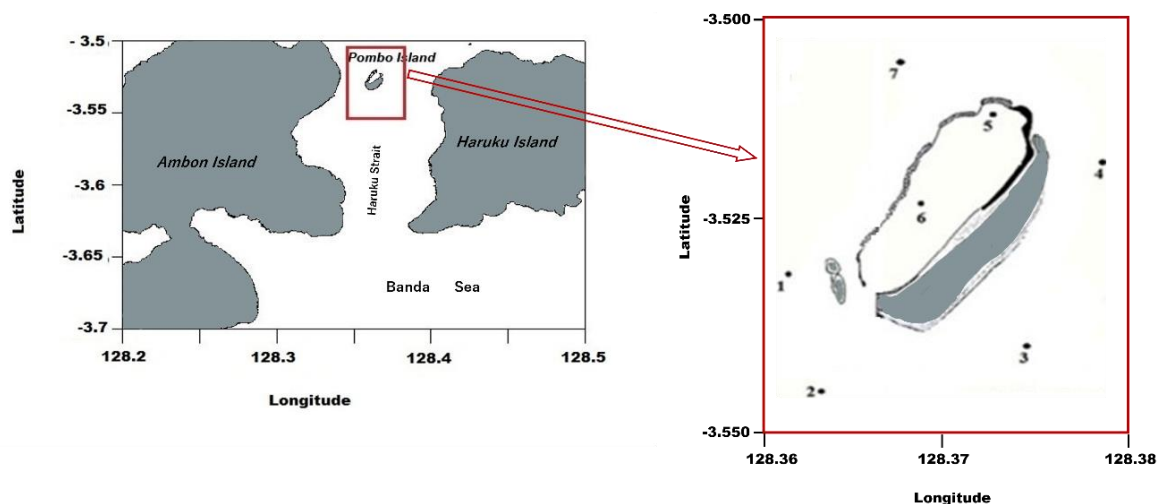 - 3.5
-3.55
-3.6
-3.65
-3.7
Latitude
128.2
128.3
128.4
128.5
Longitude
Pombo Island
Ambon Island
Haruku Island
Haruku Strait
Banda Sea
-3.500
-3.525
-3.550
Latitude
7
5
4
6
1
3
2
128.36
128.37
128.38
Longitude